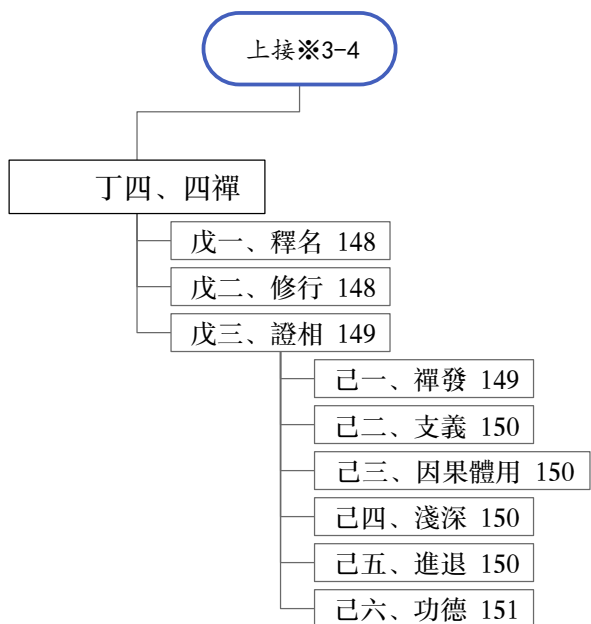 上接※3-4
丁四、四禪
戊一、釋名 148
戊二、修行 148
戊三、證相 149
己一、禪發 149
己二、支義 150
己三、因果體用 150
己四、淺深 150
己五、進退 150
己六、功德 151